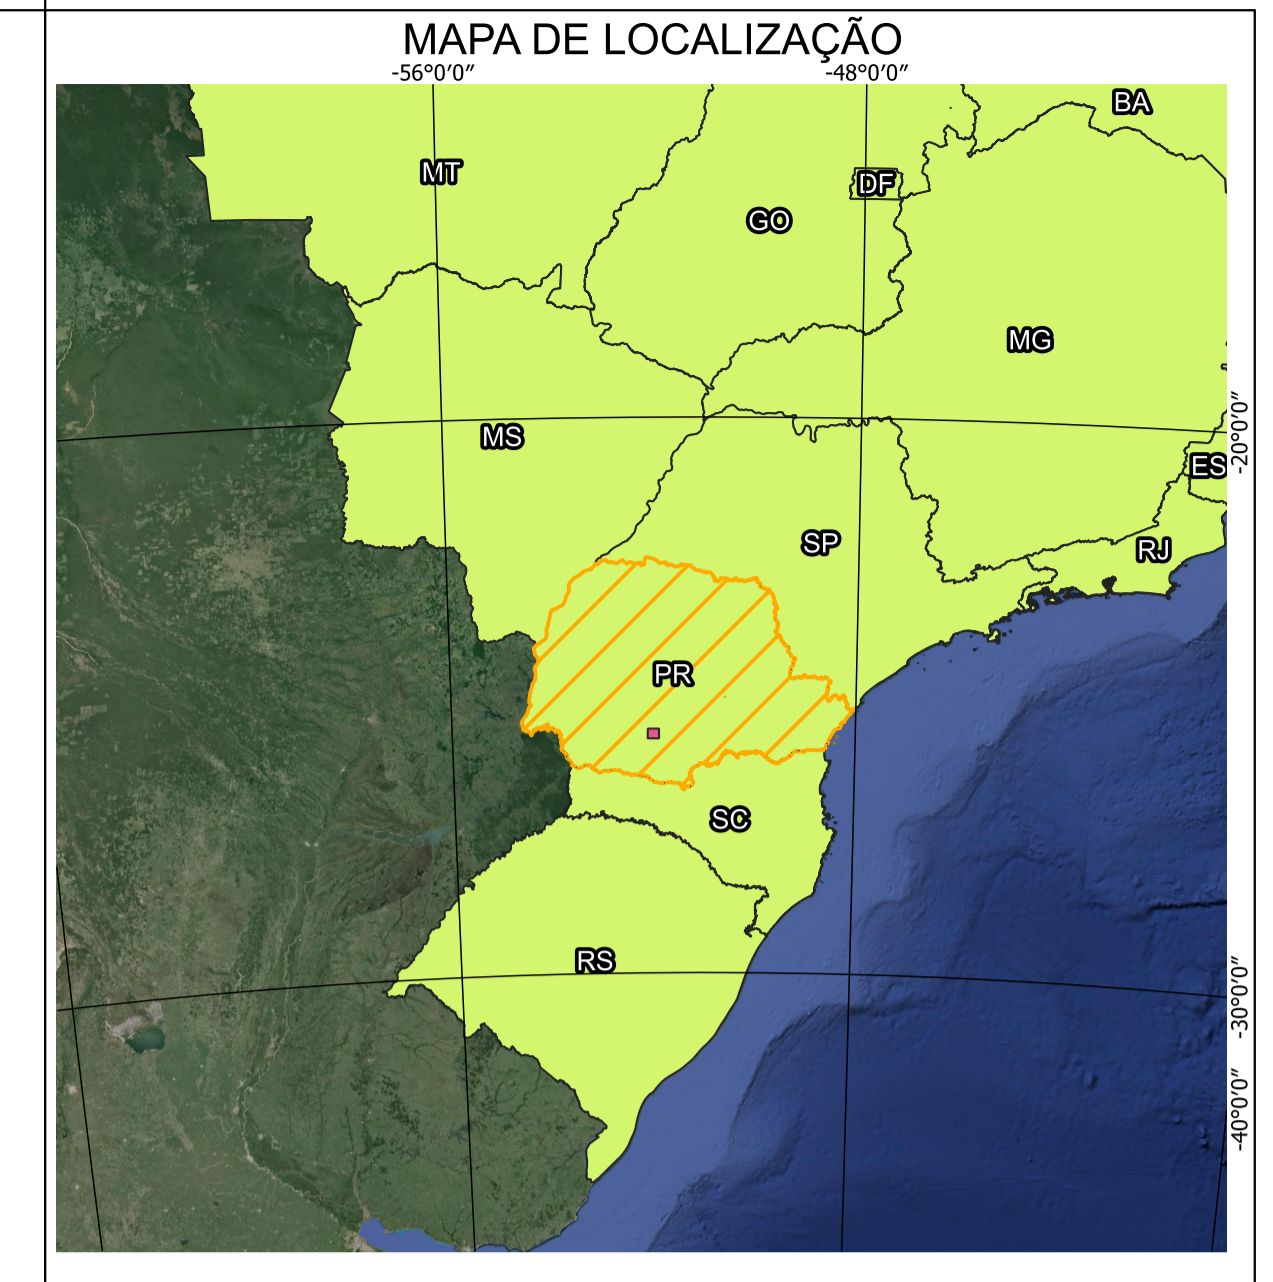 MAPA DE LOCALIZAÇÃO
-56°0′0″
-48°0′0″
BA
MT
DF
GO
MG
-20°0′0″
MS
ES
SP
RJ
PR
SC
RS
-30°0′0″
-40°0′0″